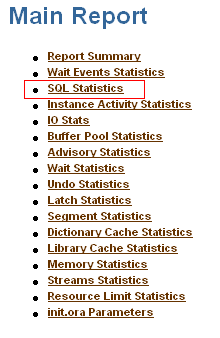 Main Report
Report Summary
Wait Events Statistics
SQL Statistics
Instance Activity Statistics
IO Stats
Buffer Pool Statistics
Advisory Statistics
Wait Statistics
Undo Statistics
Latch Statistics
Segment Statistics
Dictionary Cache Statistics
Library Cache Statistics
Memory Statistics
Streams Statistics
Resource Limit Statistics
init.ora Parameters